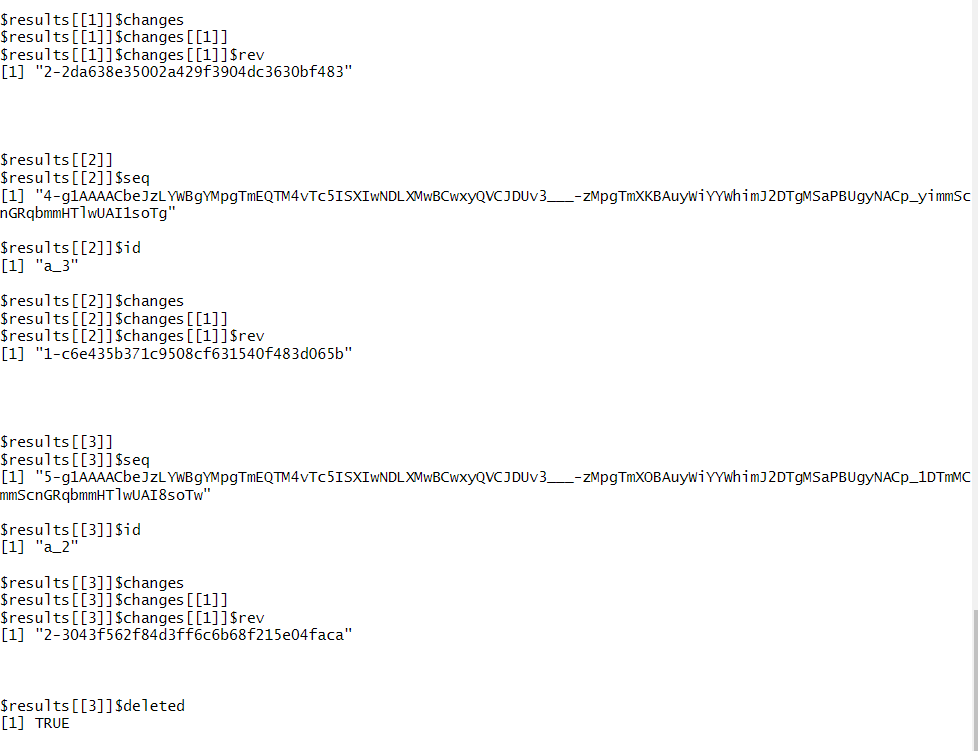 $results[[1]]$changes
$results[[1]]$changes[[1]]
$results[[1]]$changes[[1]]$rev
[1] "2-2da638e35002a429f3904dc3630bf483"
$results[[2]]
$results[[2]]$seq
[1] "4-g1AAAACbeJzLYWBgYMpgTmEQTM4vTc5ISXIwNDLXMwBCwxyQVCJDUv3___-zMpgTmXKBAuyWiYYWhimJ2DTgMSaPBUgyNACp_yimmSc
nGRqbmmHTlwUAI1soTg"
$results[[2]]$id
[1] "a_3"
$results[[2]]$changes
$results[[2]]$changes[[1]]
$results[[2]]$changes[[1]]$rev
[1] "1-c6e435b371c9508cf631540f483d065b"
$results[[3]]
$results[[3]]$seq
[1] "5-g1AAAACbeJzLYWBgYMpgTmEQTM4vTc5ISXIwNDLXMwBCwxyQVCJDUv3___-zMpgTmXOBAuyWiYYWhimJ2DTgMSaPBUgyNACp_1DTmMC
mmScnGRqbmmHTlwUAI8soTw"
$results[[3]]$id
[1] "a_2"
$results[[3]]$changes
$results[[3]]$changes[[1]]
$results[[3]]$changes[[1]]$rev
[1] "2-3043f562f84d3ff6c6b68f215e04faca"
$results[[3]]$deleted
[1] TRUE